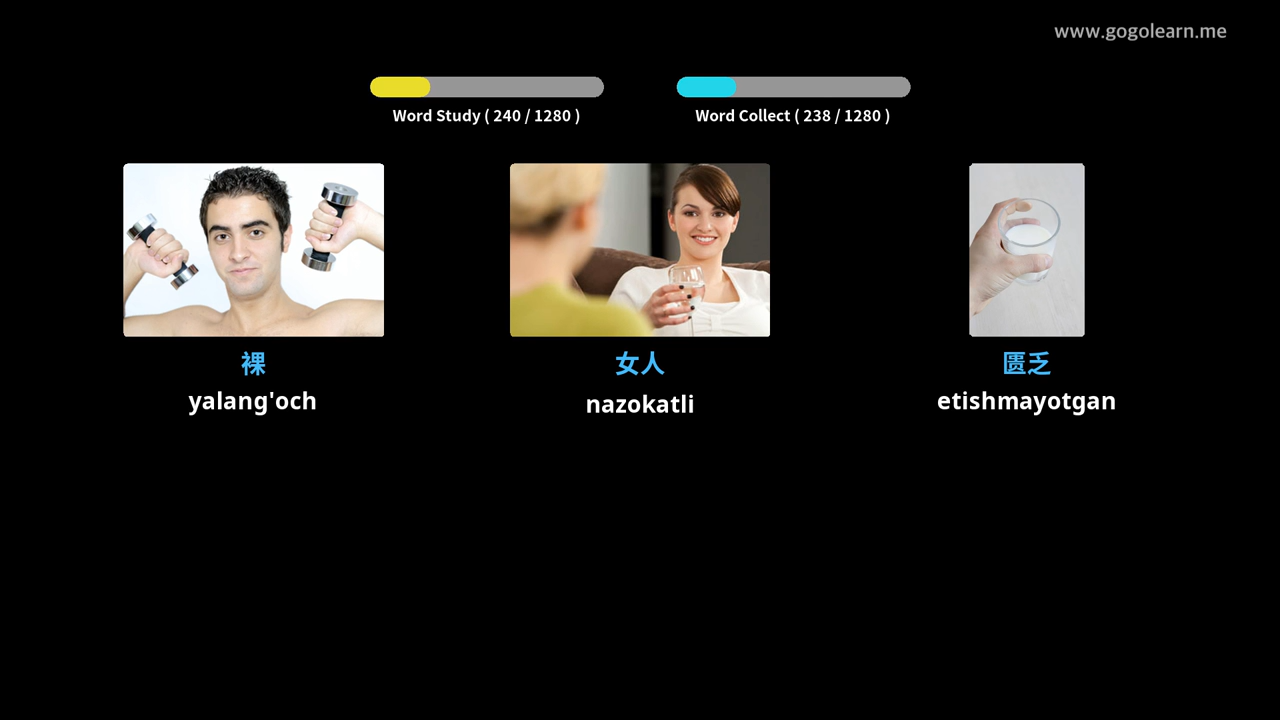 www.gogolearn.me
Word Study ( 240 / 1280 )
Word Collect ( 238 / 1280 )
裸
女人
匮乏
yalang'och
nazokatli
etishmayotgan